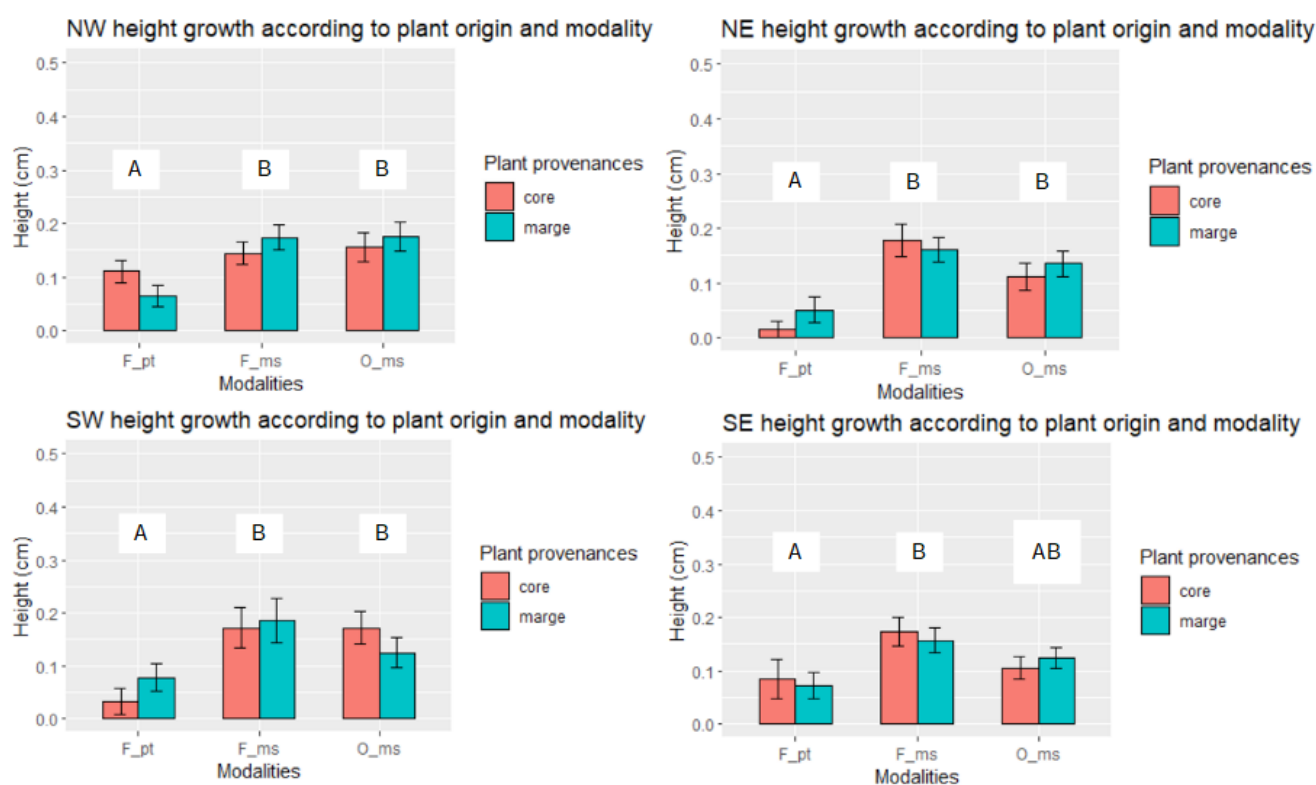 NW height growth according to plant origin and modality
0.5
0.4
0.3
0.2
0.1
0.0
Height (cm)
A
B
B
F_pt
F_ms
O_ms
Modalities
Plant provenances
core
marge
NE height growth according to plant origin and modality
0.5
0.4
0.3
0.2
0.1
0.0
Height (cm)
A
B
B
F_pt
F_ms
O_ms
Modalities
Plant provenances
core
marge
SW height growth according to plant origin and modality
0.5
0.4
0.3
0.2
0.1
0.0
Height (cm)
A
B
B
F_pt
F_ms
O_ms
Modalities
Plant provenances
core
marge
SE height growth according to plant origin and modality
0.5
0.4
0.3
0.2
0.1
0.0
Height (cm)
A
B
AB
F_pt
F_ms
O_ms
Modalities
Plant provenances
core
marge